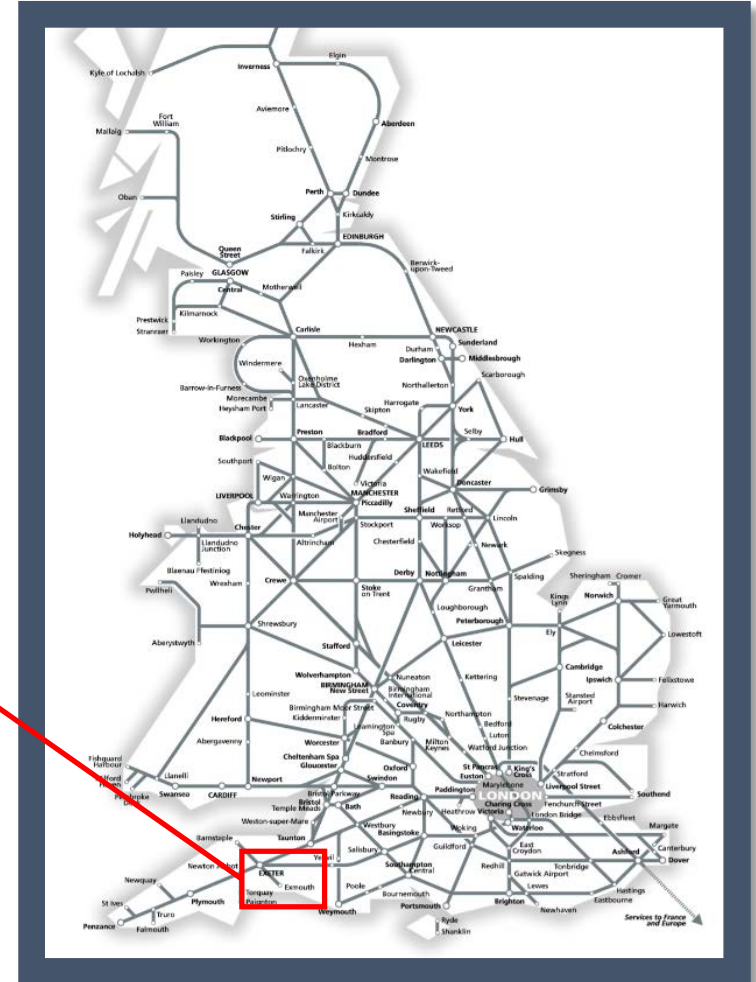 Inverness
Elgin
Kyle of Lochalsh
Aviemore
Fort
William
Aberdeen
Mallaig
Pitlochry
Montrose
Perth
Dundee
Oban
Stirling
Kirkcaldy
EDINBURGH
Queen
Street
Falkirk
Berwick-
upon-Tweed
Paisley
GLASGOW
Central
Motherwell
Prestwick
Kilmarnock
Stranraer
Carlisle
NEWCASTLE
Workington
Hexham
Sunderland
Durham
Darlington
Middlesbrough
Windermere
Scarborough
Oxenholme
Lake District
Northallerton
Barrow-in-Furness
Morecambe
Heysham Port
Lancaster
Harrogate
York
Skipton
Blackpool
Preston
Bradford
LEEDS
Selby
Hull
Blackburn
Huddersfield
Southport
Bolton
Wakefield
Wigan
Victoria
Doncaster
Grimsby
LIVERPOOL
Warrington
MANCHESTER
Piccadilly
Manchester
Airport
Sheffield
Retford
Llandudno
Stockport
Worksop
Lincoln
Holyhead
Chester
Llandudno
Junction
Altrincham
Chesterfield
Newark
Skegness
Blaenau Ffestiniog
Pwllheli
Wrexham
Crewe
Stoke
on Trent
Derby
Nottingham
Grantham
Spalding
Sheringham
Cromer
Kings
Lynn
Norwich
Great
Yarmouth
Loughborough
Peterborough
Shrewsbury
Ely
Lowestoft
Aberystwyth
Stafford
Leicester
Wolverhampton
BIRMINGHAM
New Street
Nuneaton
Birmingham
International
Kettering
Cambridge
Ipswich
Felixstowe
Leominster
Stansted
Airport
Coventry
Birmingham Moor Street
Kidderminster
Rugby
Northampton
Stevenage
Harwich
Hereford
Leamington
Spa
Bedford
Colchester
Abergavenny
Worcester
Banbury
Milton
Keynes
Luton
Watford Junction
Chelmsford
Cheltenham Spa
Gloucester
Oxford
St Pancras
Euston
King's
Cross
Stratford
Fishguard
Harbour
Milford
Haven
Llanelli
Pembroke
Dock
Swansea
CARDIFF
Newport
Swindon
Marylebone
Liverpool Street
Bristol Parkway
Paddington
LONDON
Southend
Bristol
Temple Meads
Bath
Reading
Charing Cross
Fenchurch Street
Newbury
Heathrow
Victoria
London Bridge
Ebbsfleet
Weston-super-Mare
Westbury
Waterloo
Margate
Basingstoke
Woking
Barnstaple
Taunton
Salisbury
Guildford
East
Croydon
Canterbury
Newton Abbot
Yeovil
Southampton
Central
Redhill
Tonbridge
Ashford
Dover
EXETER
Gatwick Airport
Newquay
Exmouth
Poole
Lewes
Torquay
Paignton
Bournemouth
Hastings
St Ives
Plymouth
Eastbourne
Truro
Weymouth
Portsmouth
Brighton
Newhaven
Penzance
Falmouth
Ryde
Shanklin
Services to France
and Europe